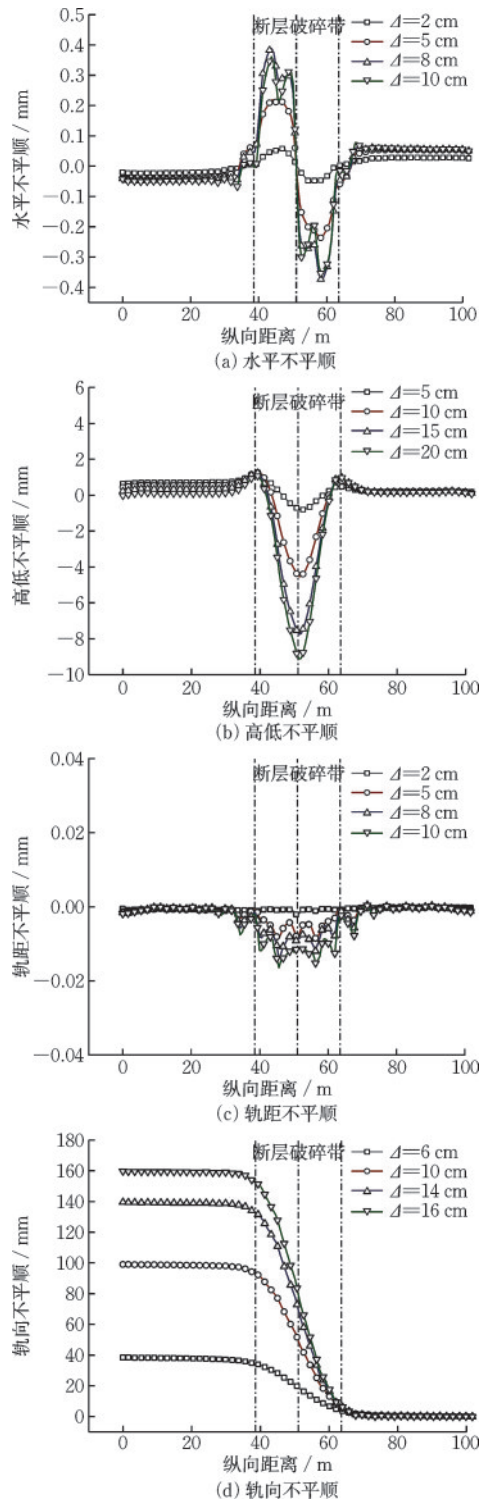 断层破碎带
Δ=2 cm
Δ=5 cm
Δ=8 cm
Δ=10 cm
0.5
0.4
0.3
0.2
0.1
0.0
−0.1
−0.2
−0.3
−0.4
水平不平顺 / mm
0 20 40 60 80 100
纵向距离 / m
(a) 水平不平顺
断层破碎带
Δ=5 cm
Δ=10 cm
Δ=15 cm
Δ=20 cm
6
4
2
0
−2
−4
−6
−8
−10
高低不平顺 / mm
0 20 40 60 80 100
纵向距离 / m
(b) 高低不平顺
断层破碎带
Δ=2 cm
Δ=5 cm
Δ=8 cm
Δ=10 cm
0.04
0.02
0.00
−0.02
−0.04
轨距不平顺 / mm
0 20 40 60 80 100
纵向距离 / m
(c) 轨距不平顺
断层破碎带
Δ=6 cm
Δ=10 cm
Δ=14 cm
Δ=16 cm
180
160
140
120
100
80
60
40
20
0
轨向不平顺 / mm
0 20 40 60 80 100
纵向距离 / m
(d) 轨向不平顺